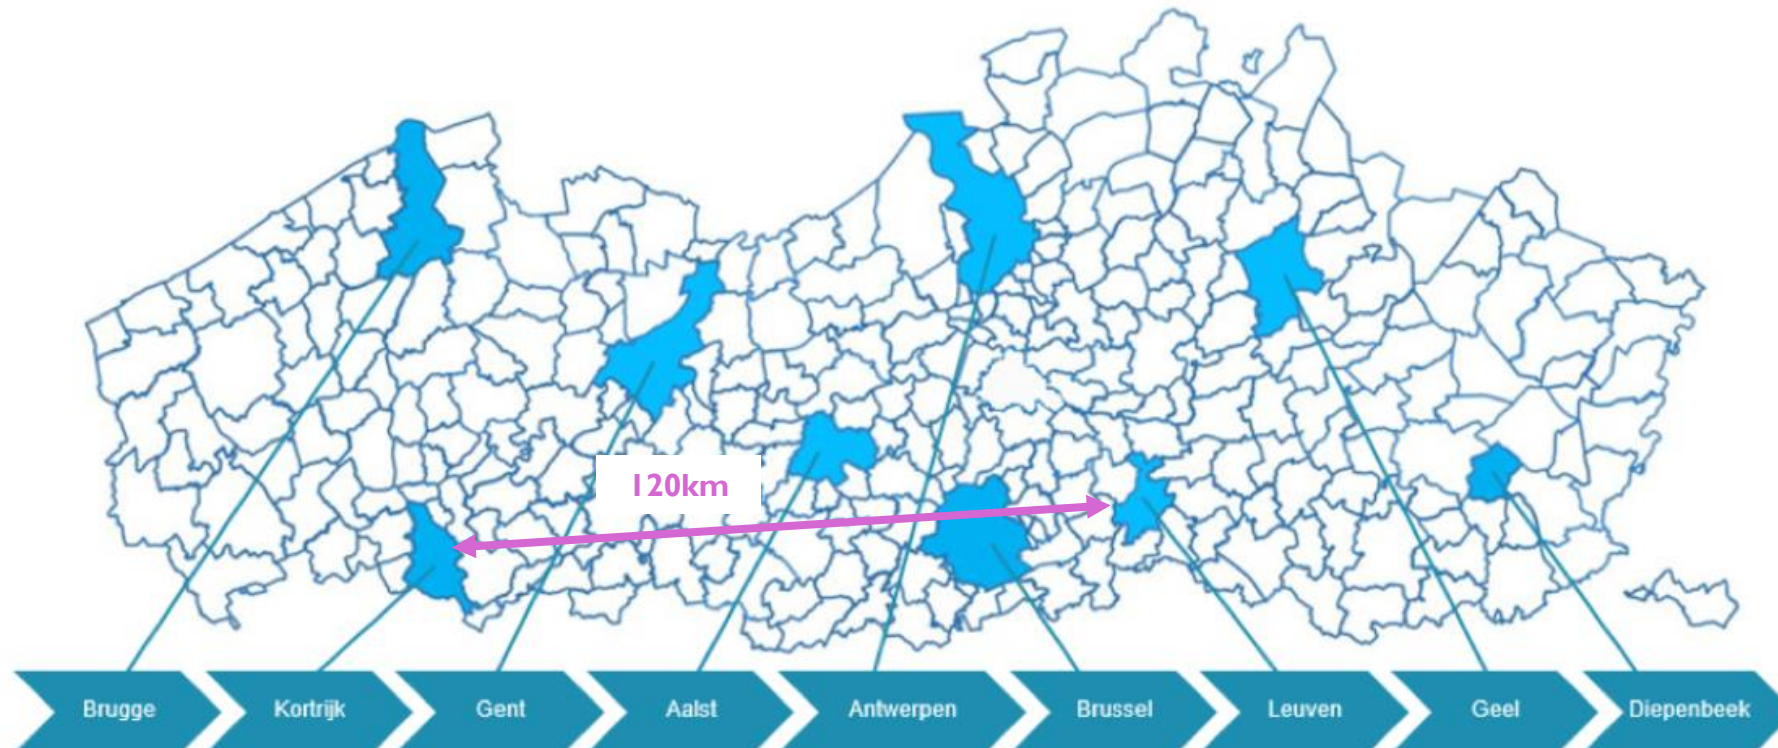 120km
Brugge
Kortrijk
Gent
Aalst
Antwerpen
Brussel
Leuven
Geel
Diepenbeek